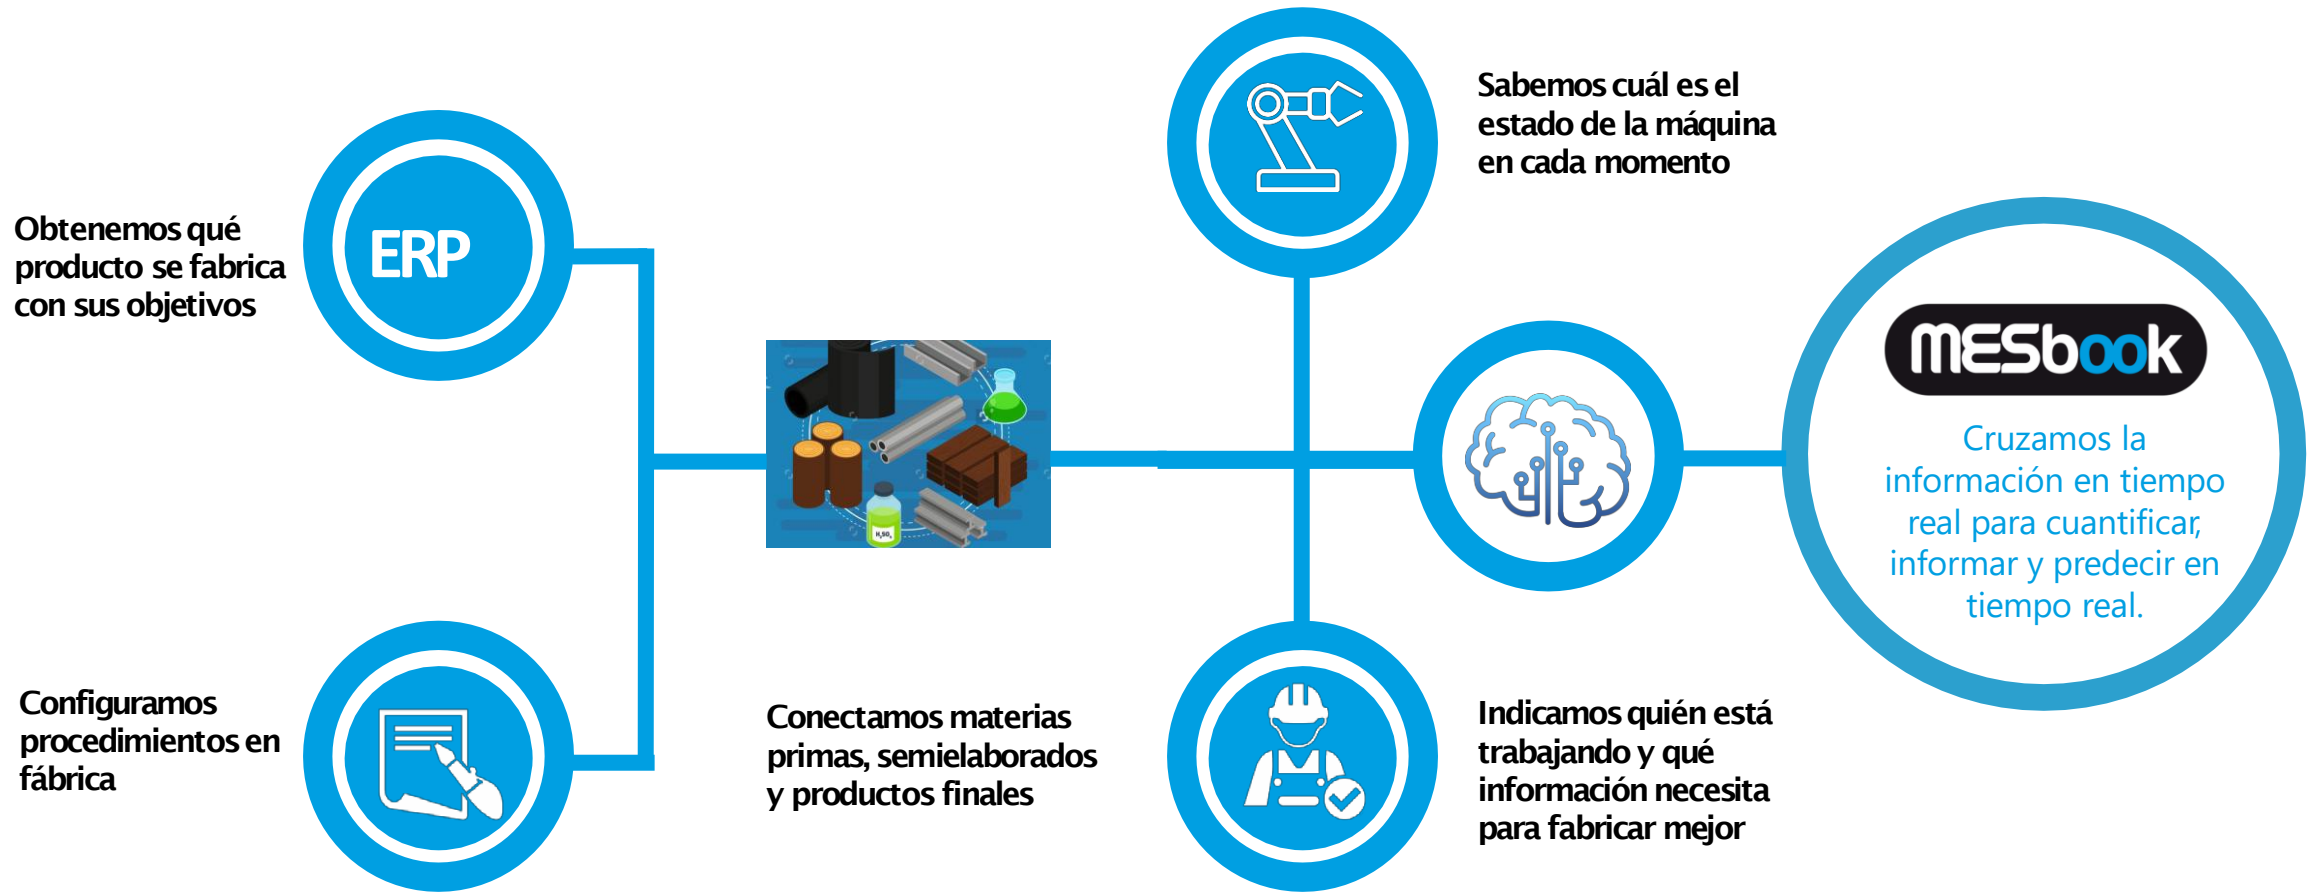 Obtenemos qué
producto se fabrica
con sus objetivos
ERP
Configuramos
procedimientos en
fábrica
H₂SO₄
Conectamos materias
primas, semielaborados
y productos finales
Sabemos cuál es el
estado de la máquina
en cada momento
Indicamos quién está
trabajando y qué
información necesita
para fabricar mejor
MESbook
Cruzamos la
información en tiempo
real para cuantificar,
informar y predecir en
tiempo real.